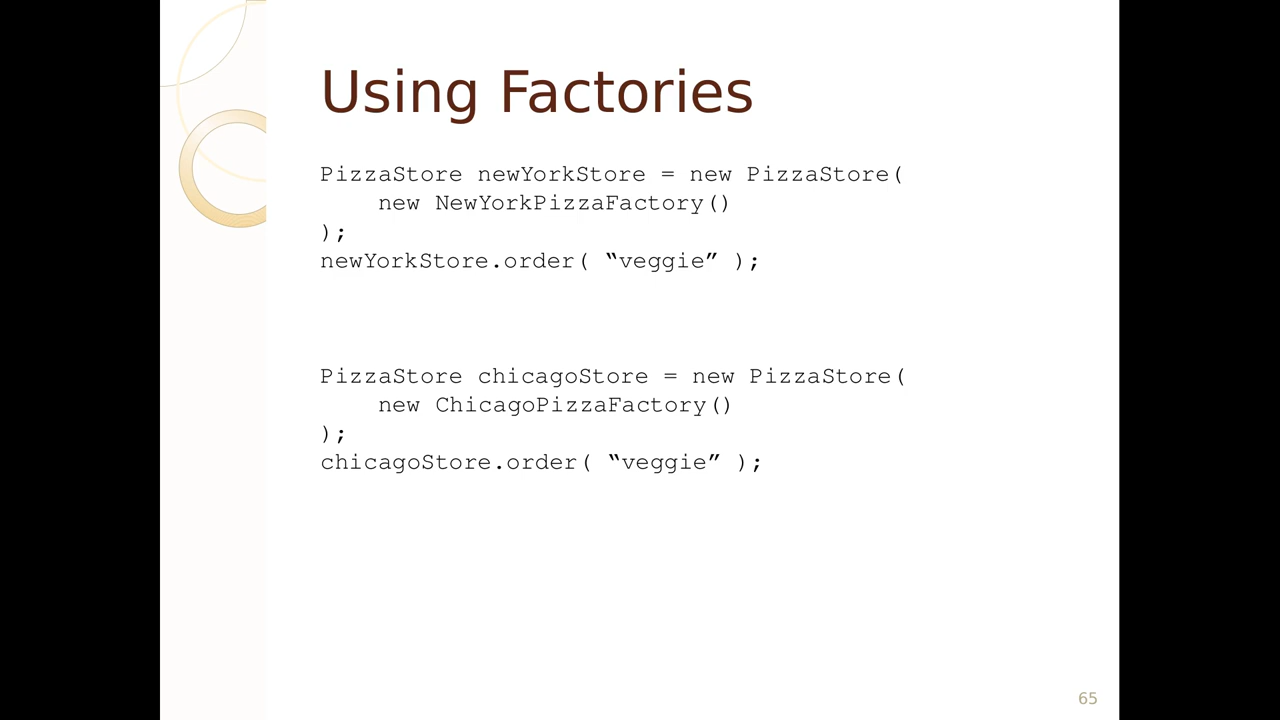 Using Factories
PizzaStore newYorkStore = new PizzaStore(
    new NewYorkPizzaFactory()
);
newYorkStore.order( “veggie” );
PizzaStore chicagoStore = new PizzaStore(
    new ChicagoPizzaFactory()
);
chicagoStore.order( “veggie” );
65